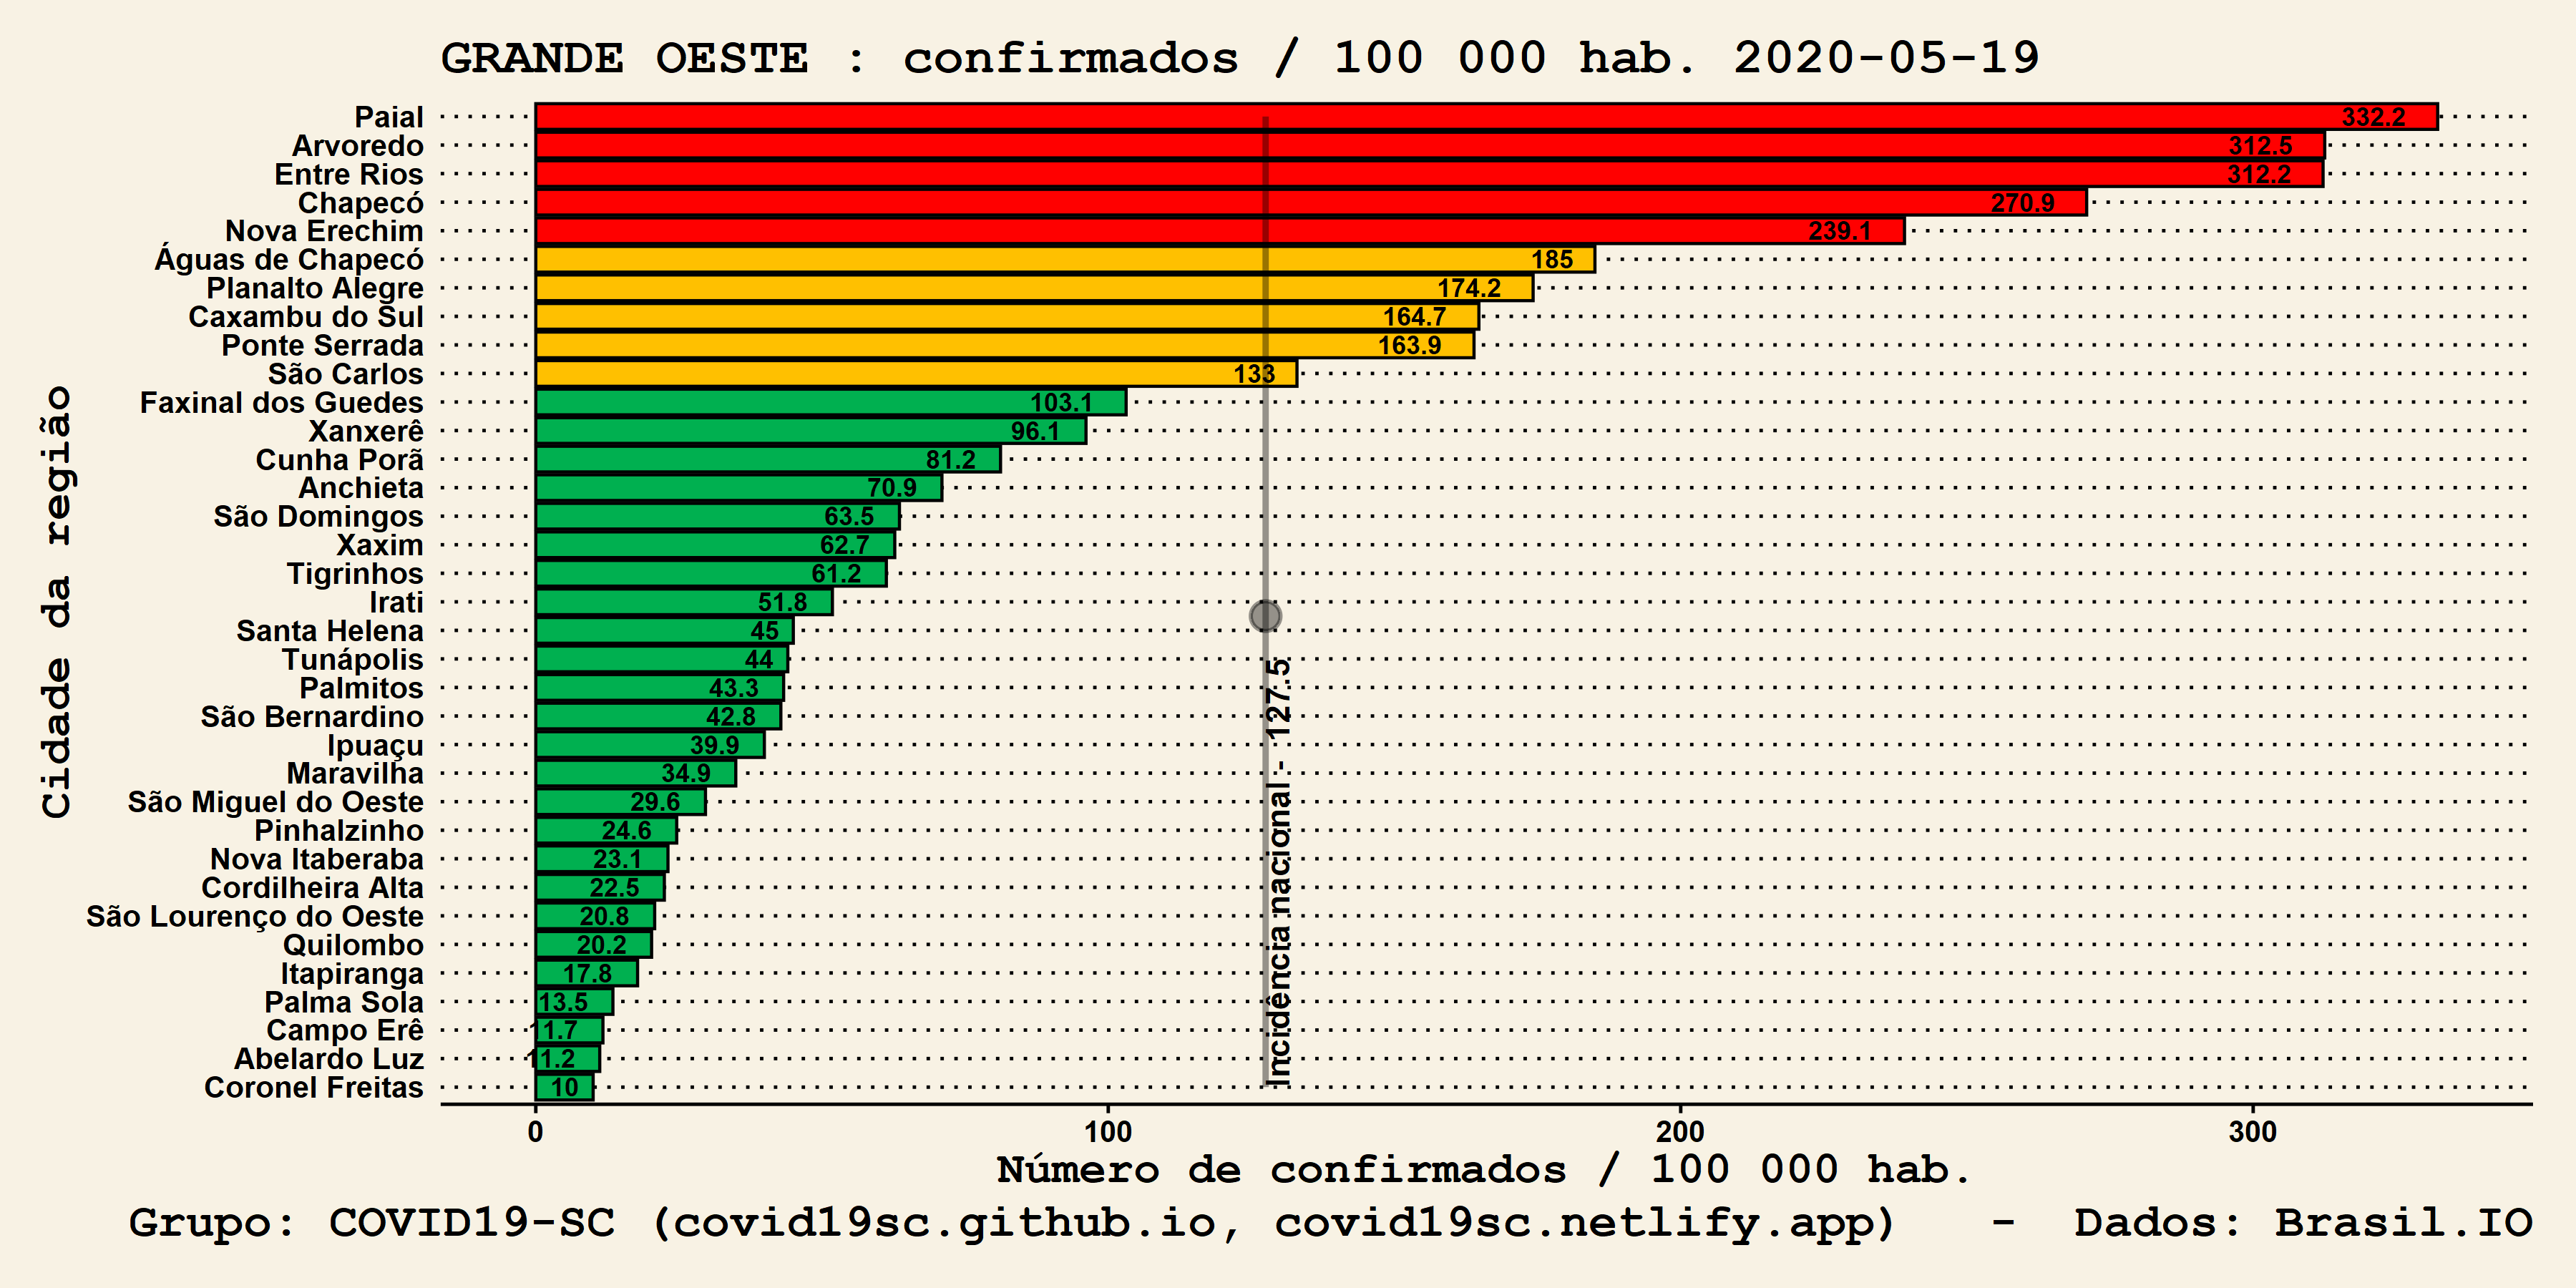 GRANDE OESTE : confirmados / 100 000 hab. 2020-05-19
Cidade da região
Paial 332.2
Arvoredo 312.5
Entre Rios 312.2
Chapecó 270.9
Nova Erechim 239.1
Águas de Chapecó 185
Planalto Alegre 174.2
Caxambu do Sul 164.7
Ponte Serrada 163.9
São Carlos 133
Faxinal dos Guedes 103.1
Xanxerê 96.1
Cunha Porã 81.2
Anchieta 70.9
São Domingos 63.5
Xaxim 62.7
Tigrinhos 61.2
Irati 51.8
Santa Helena 45
Tunápolis 44
Palmitos 43.3
São Bernardino 42.8
Ipuaçu 39.9
Maravilha 34.9
São Miguel do Oeste 29.6
Pinhalzinho 24.6
Nova Itaberaba 23.1
Cordilheira Alta 22.5
São Lourenço do Oeste 20.8
Quilombo 20.2
Itapiranga 17.8
Palma Sola 13.5
Campo Erê 11.7
Abelardo Luz 11.2
Coronel Freitas 10
Incidência nacional - 127.5
0 100 200 300
Número de confirmados / 100 000 hab.
Grupo: COVID19-SC (covid19sc.github.io, covid19sc.netlify.app) - Dados: Brasil.IO